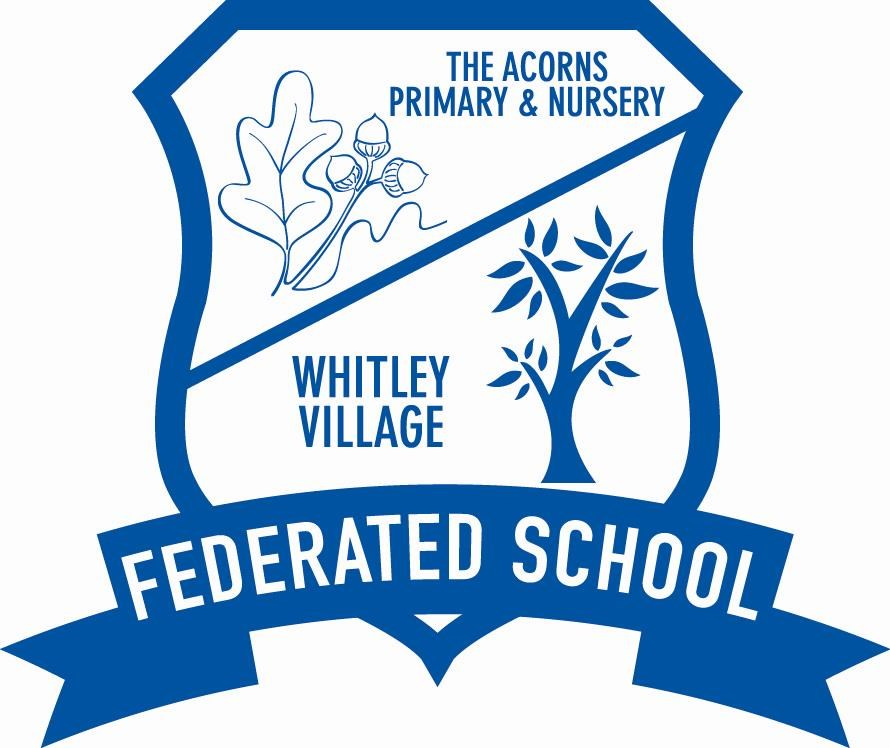 THE ACORNS
PRIMARY & NURSERY
WHITLEY
VILLAGE
FEDERATED SCHOOL